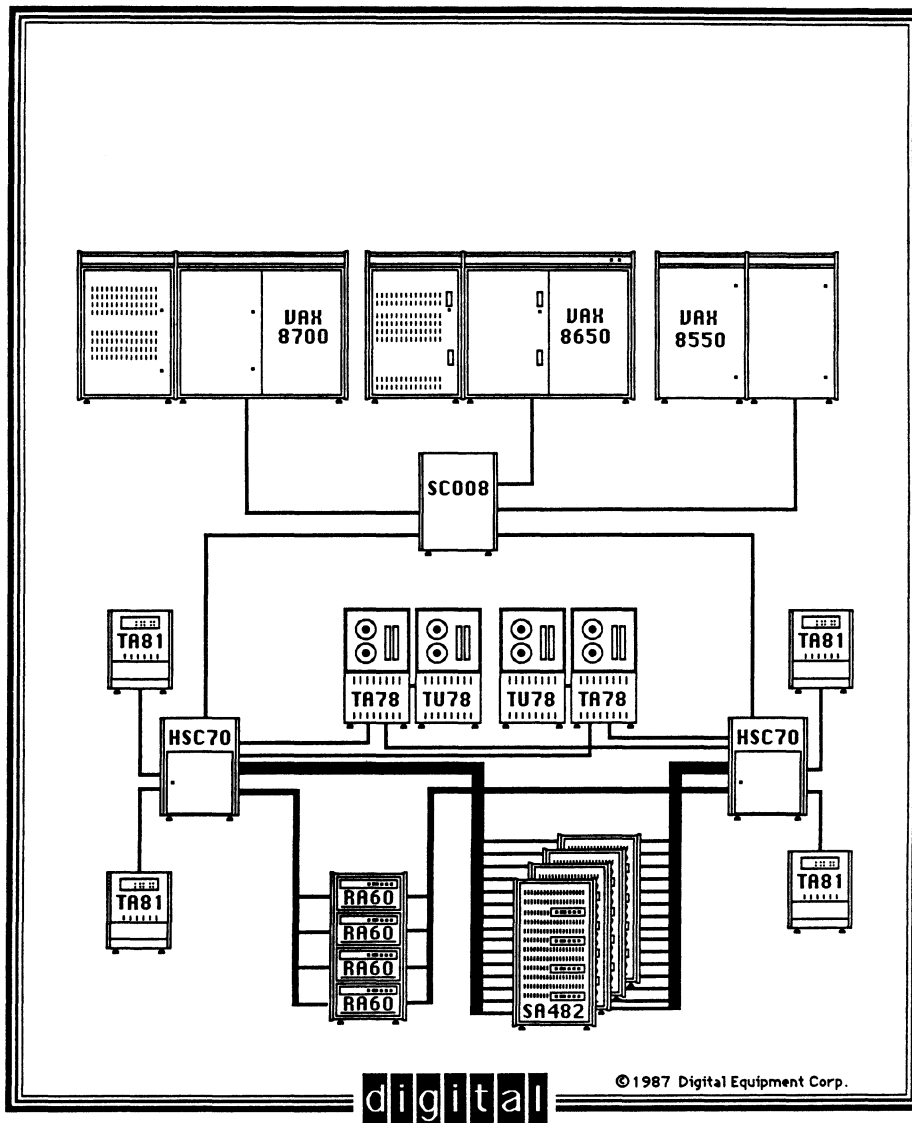 VAX
8700
VAX
8650
VAX
8550
SC008
TA81
TA78
TU78
TU78
TA78
TA81
HSC70
HSC70
TA81
RA60
RA60
RA60
RA60
SA482
TA81
© 1987 Digital Equipment Corp.
digital